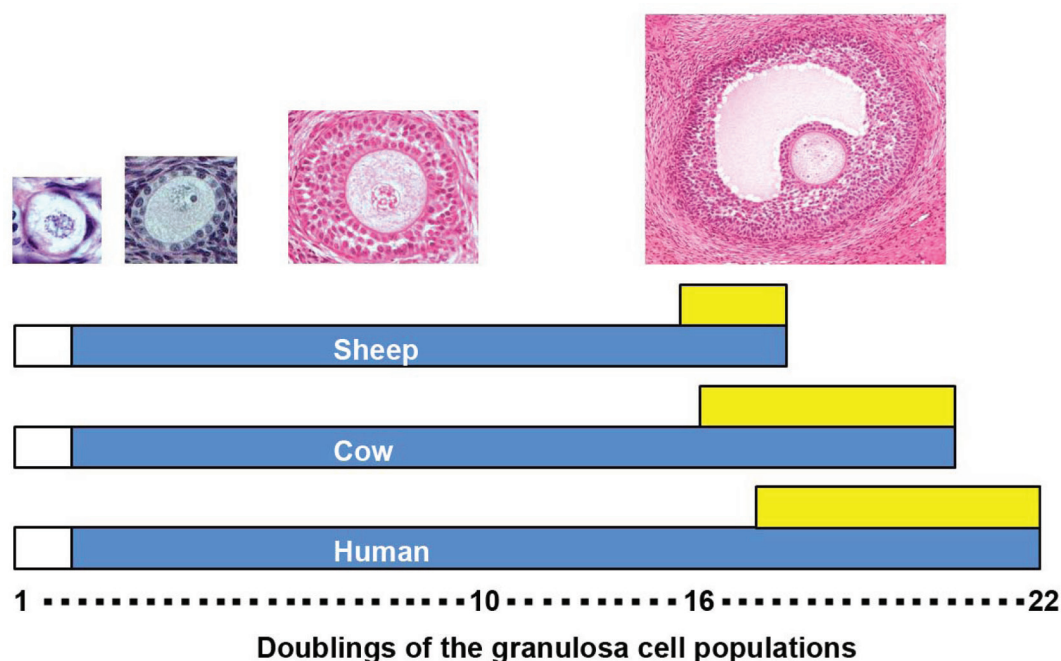 Sheep
Cow
Human
1 10 16 22
Doublings of the granulosa cell populations